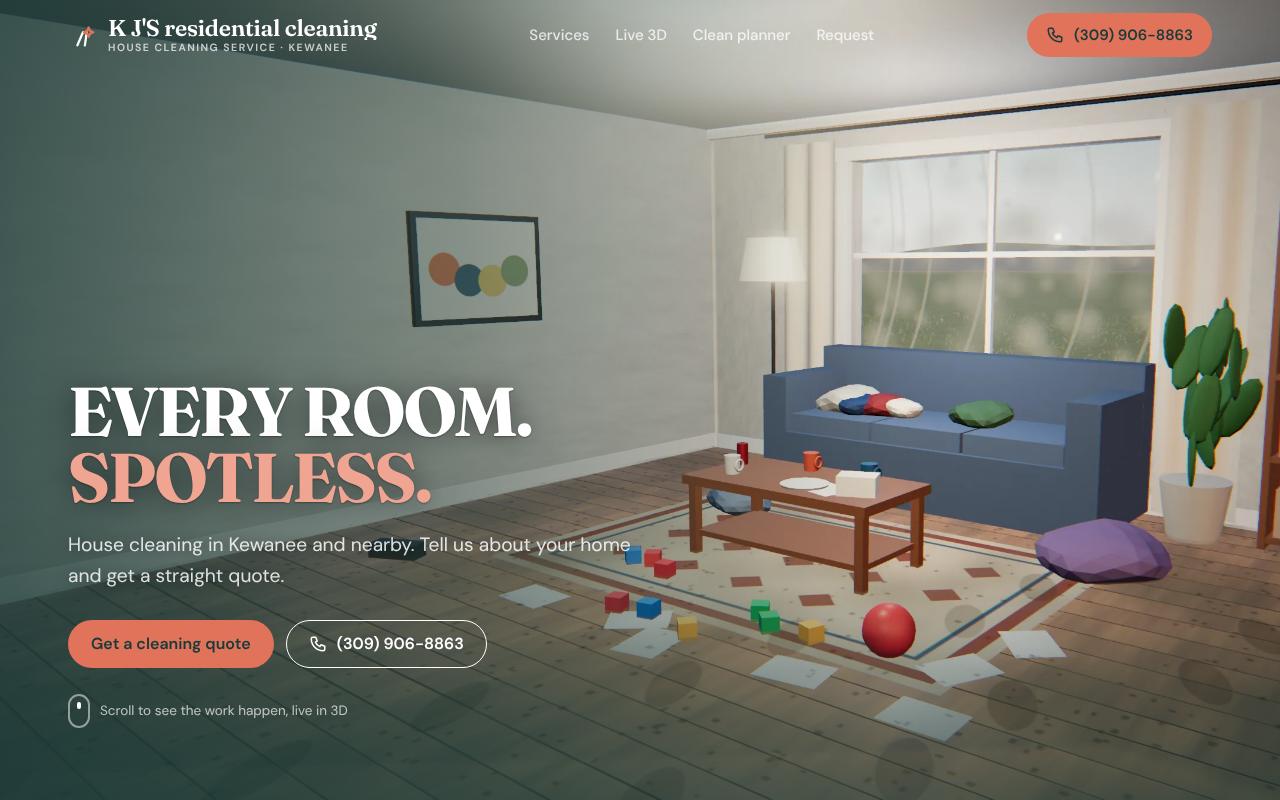 K J'S residential cleaning
HOUSE CLEANING SERVICE · KEWANEE
Services
Live 3D
Clean planner
Request
(309) 906-8863
EVERY ROOM.
SPOTLESS.
House cleaning in Kewanee and nearby. Tell us about your home
and get a straight quote.
Get a cleaning quote
(309) 906-8863
Scroll to see the work happen, live in 3D